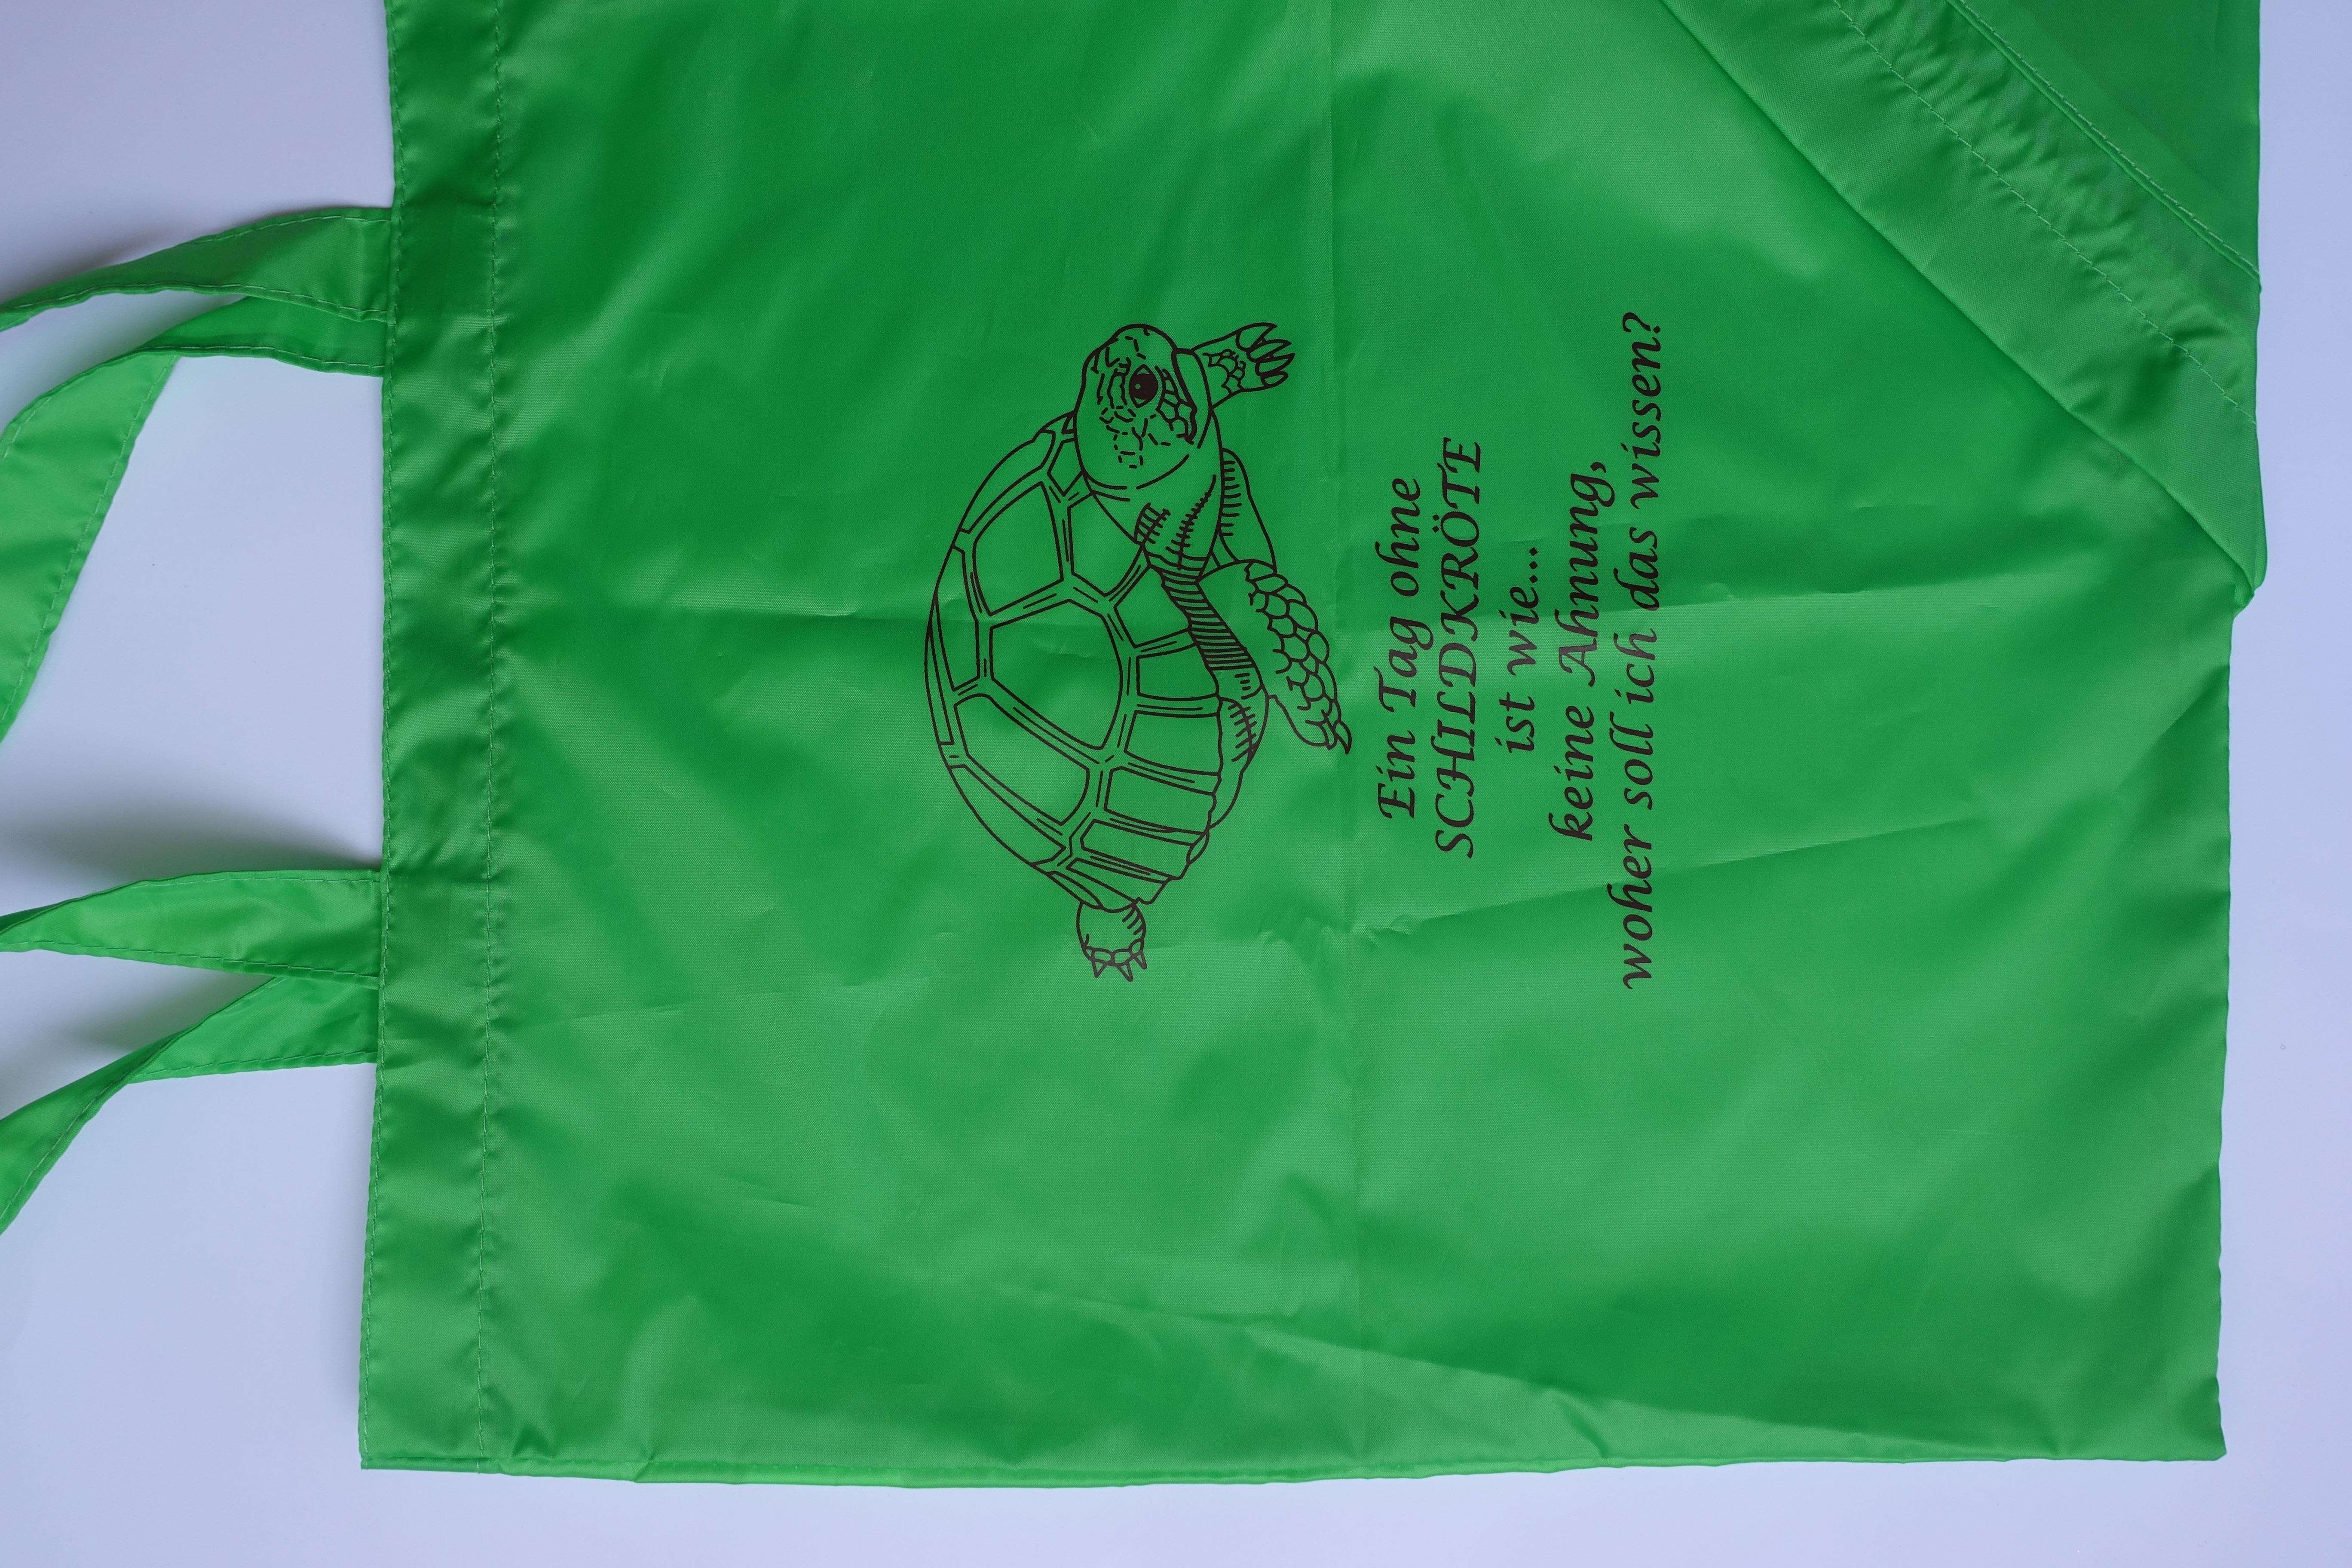 Ein Tag ohne
SCHILDKRÖTE
ist wie...
keine Ahnung,
woher soll ich das wissen?